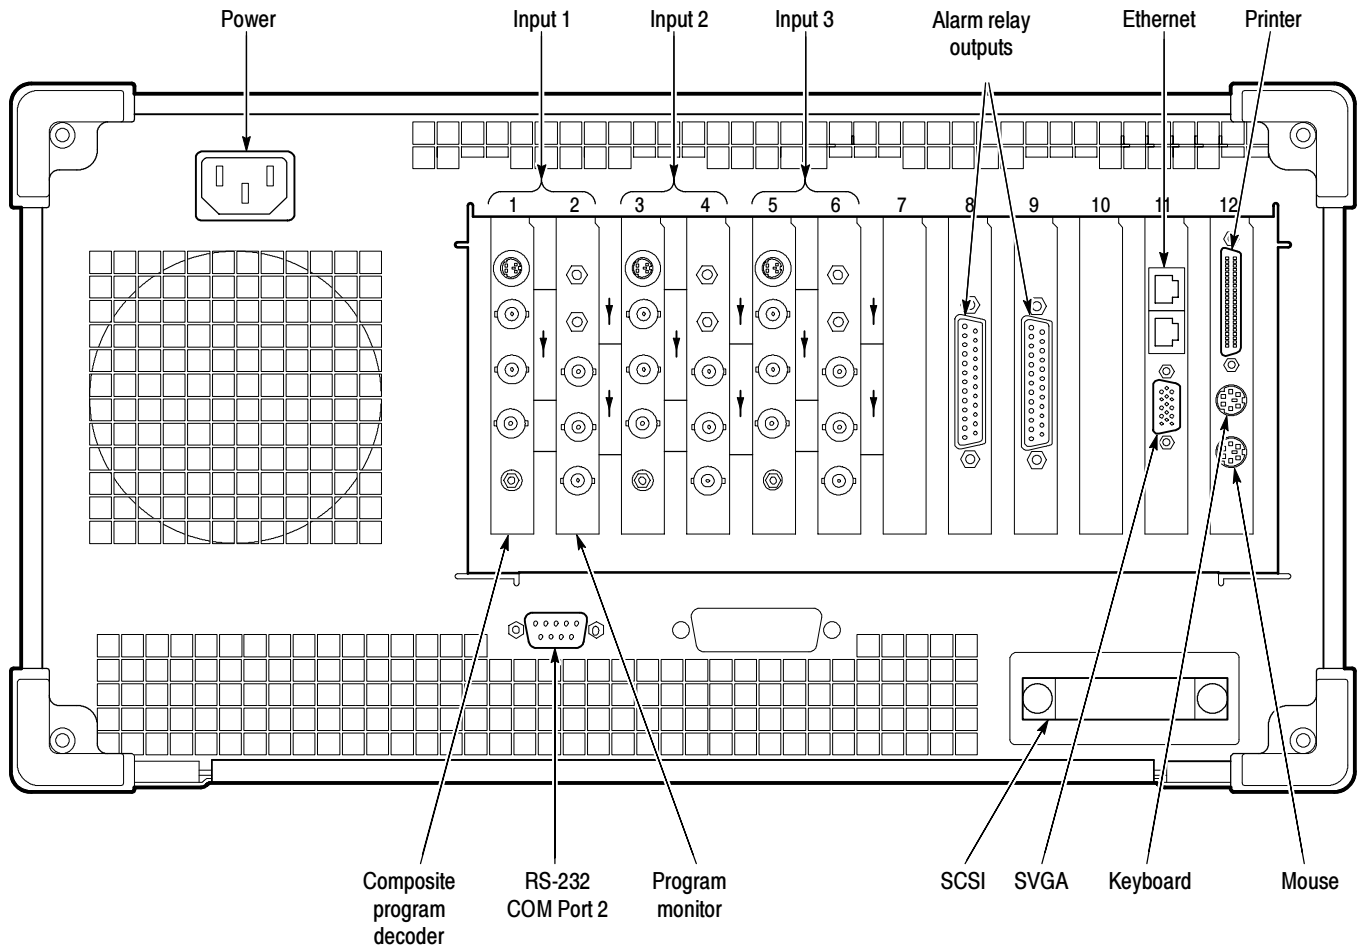 Power
Input 1
Input 2
Input 3
Alarm relay
outputs
Ethernet
Printer
1 2 3 4 5 6 7 8 9 10 11 12
Composite
program
decoder
RS-232
COM Port 2
Program
monitor
SCSI
SVGA
Keyboard
Mouse